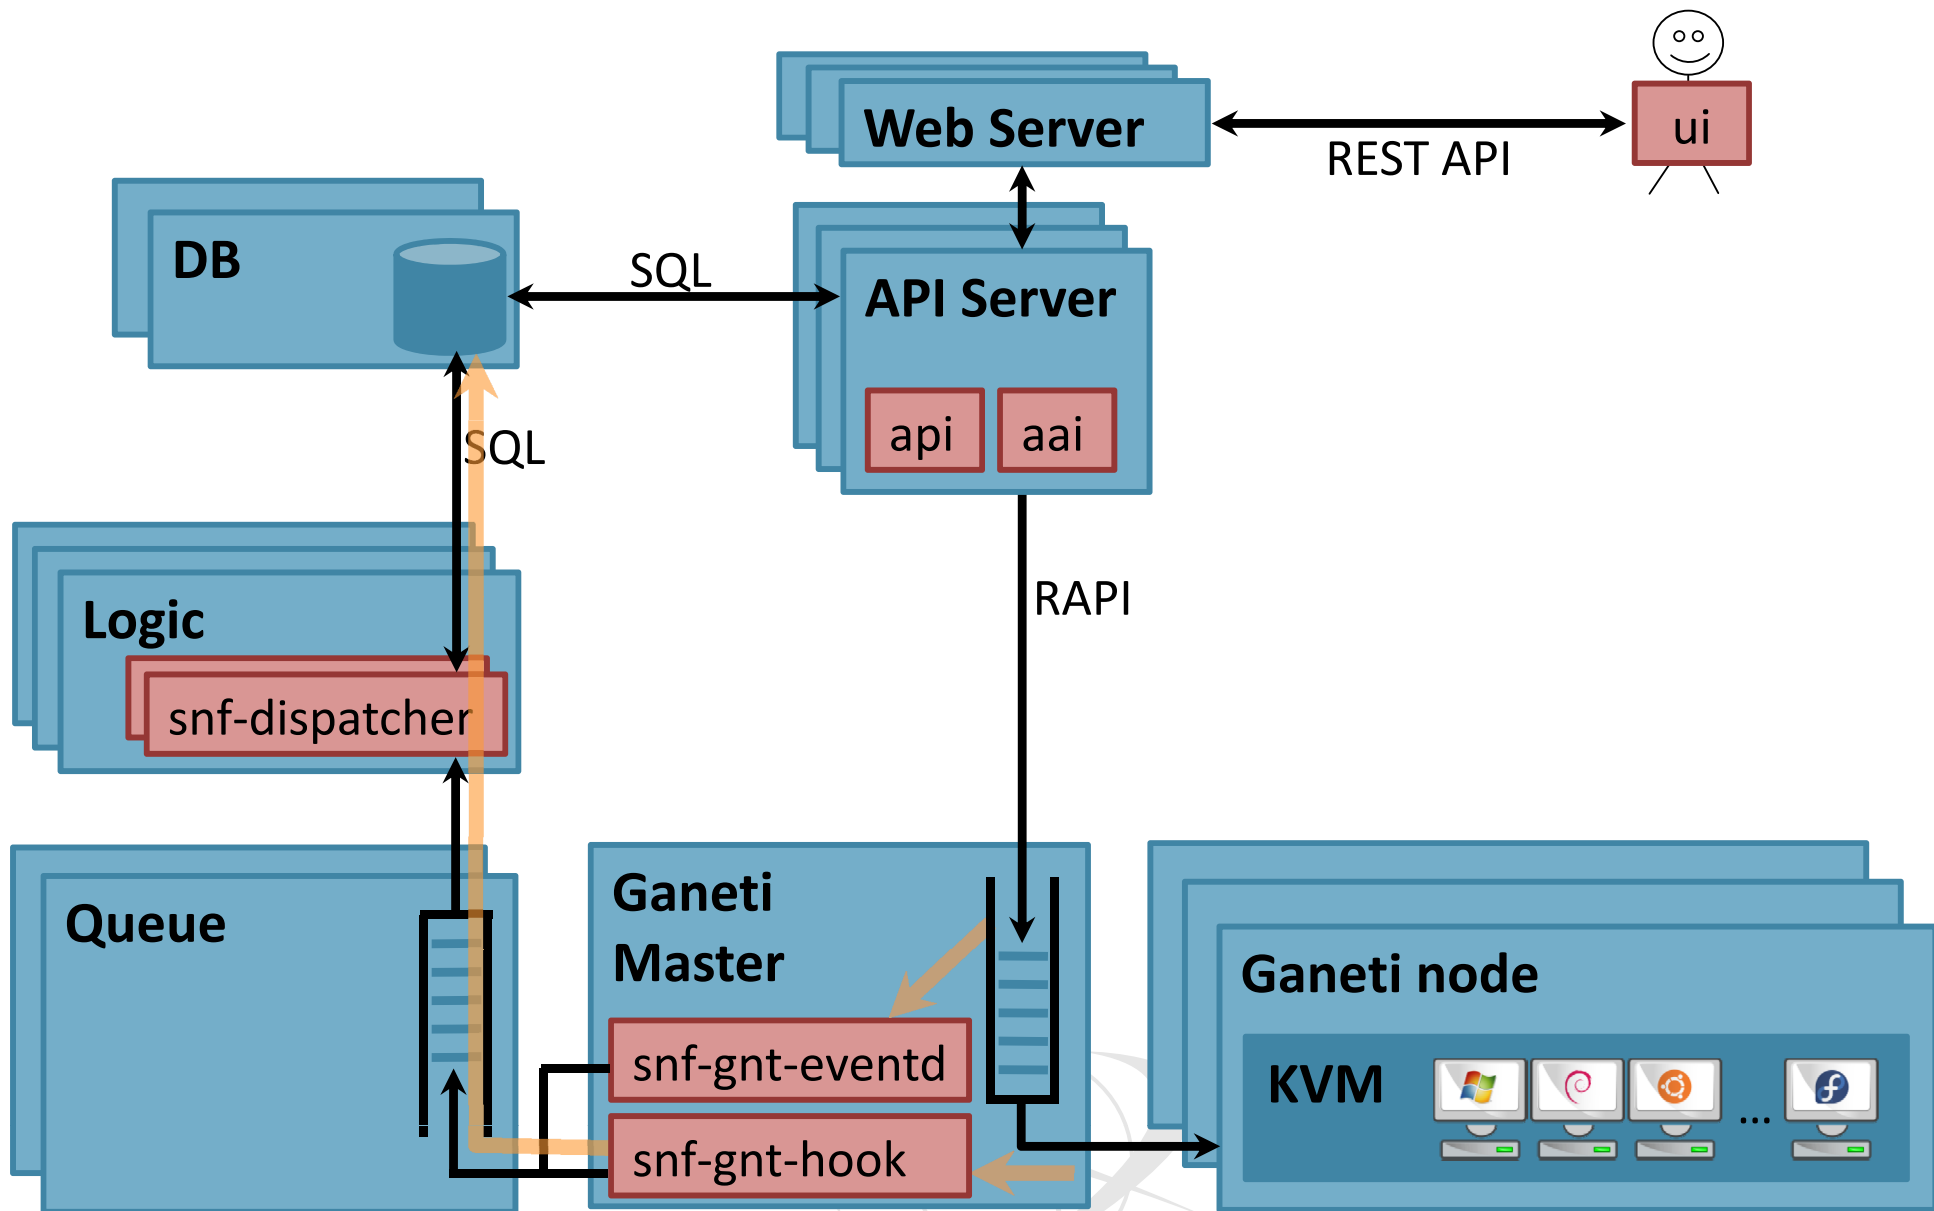 Web Server
ui
REST API
DB
SQL
API Server
api
aai
SQL
Logic
RAPI
snf-dispatcher
Queue
Ganeti
Master
Ganeti node
snf-gnt-eventd
KVM
...
snf-gnt-hook